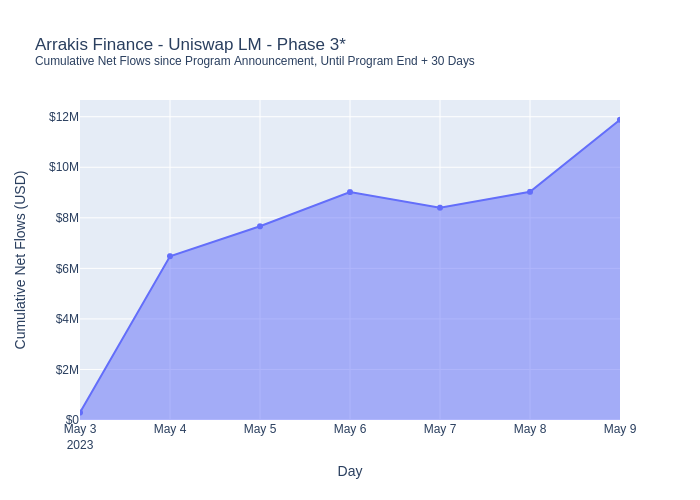 Arrakis Finance - Uniswap LM - Phase 3*
Cumulative Net Flows since Program Announcement, Until Program End + 30 Days
Cumulative Net Flows (USD)
$12M
$10M
$8M
$6M
$4M
$2M
$0
May 3 May 4 May 5 May 6 May 7 May 8 May 9
2023
Day